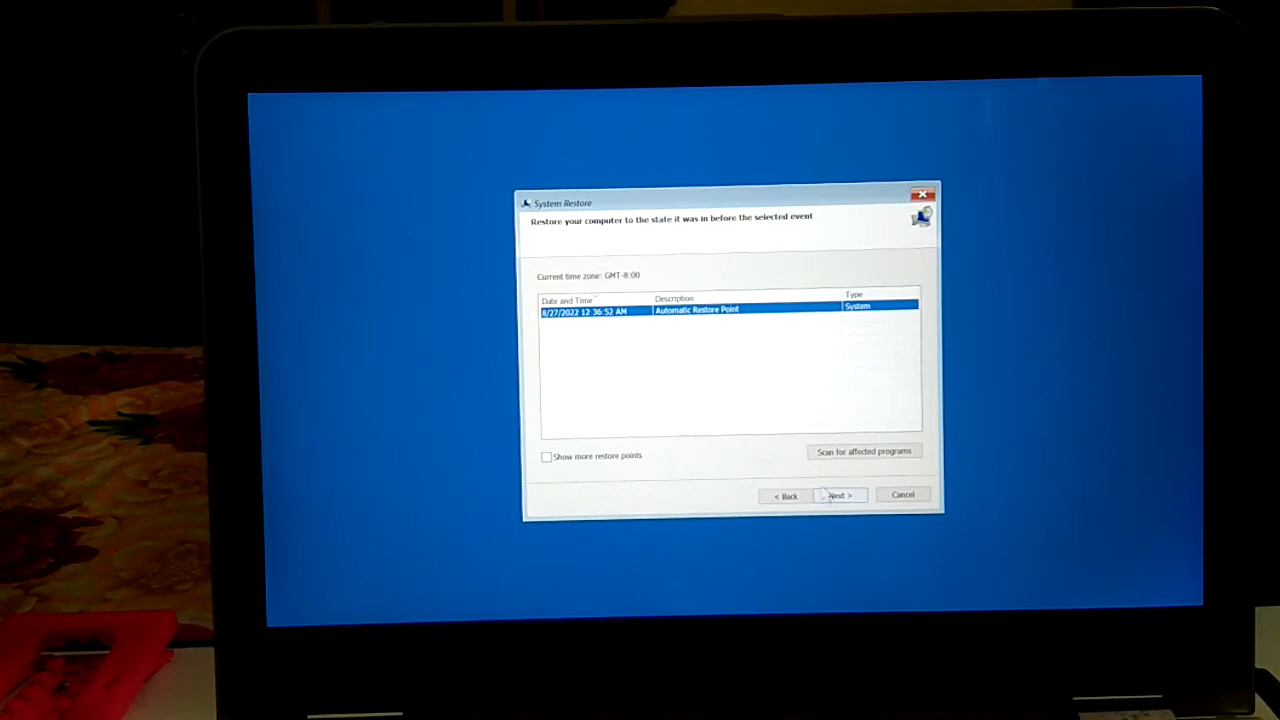 System Restore
Restore your computer to the state it was in before the selected event
Current time zone: GMT-8:00
Date and Time Description Type
8/27/2022 12:36:52 AM Automatic Restore Point System
Show more restore points
Scan for affected programs
< Back Next > Cancel